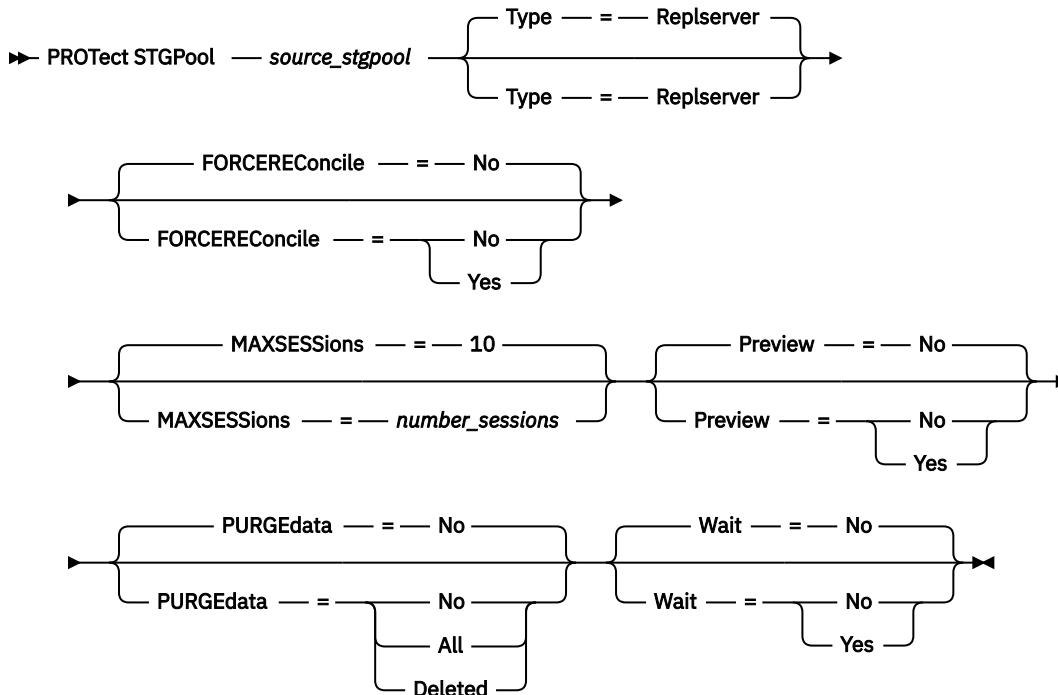 Type = Replserver
PROTect STGPool source_stgpool
Type = Replserver
FORCEREConcile = No
FORCEREConcile = No
Yes
MAXSESSions = 10 Preview = No
MAXSESSions = number_sessions Preview = No
Yes
PURGEdata = No Wait = No
PURGEdata = No Wait = No
All Yes
Deleted